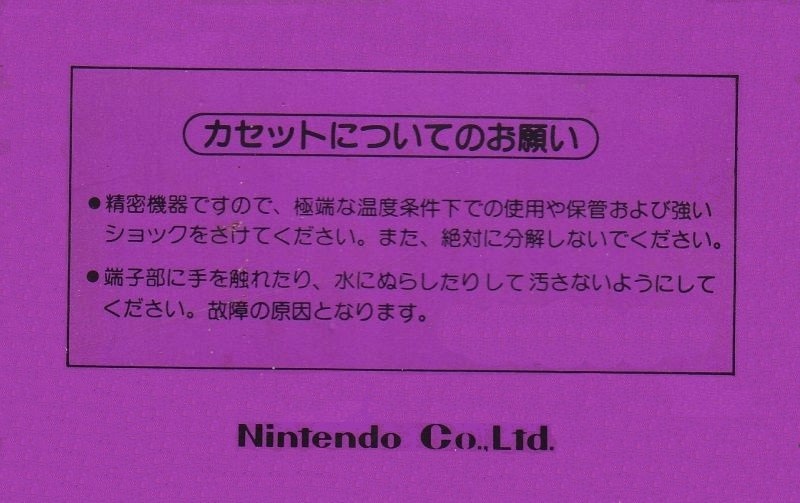 カセットについてのお願い
●精密機器ですので、極端な温度条件下での使用や保管および強い
ショックをさけてください。また、絶対に分解しないでください。
●端子部に手を触れたり、水にぬらしたりして汚さないようにして
ください。故障の原因となります。
Nintendo Co.,Ltd.